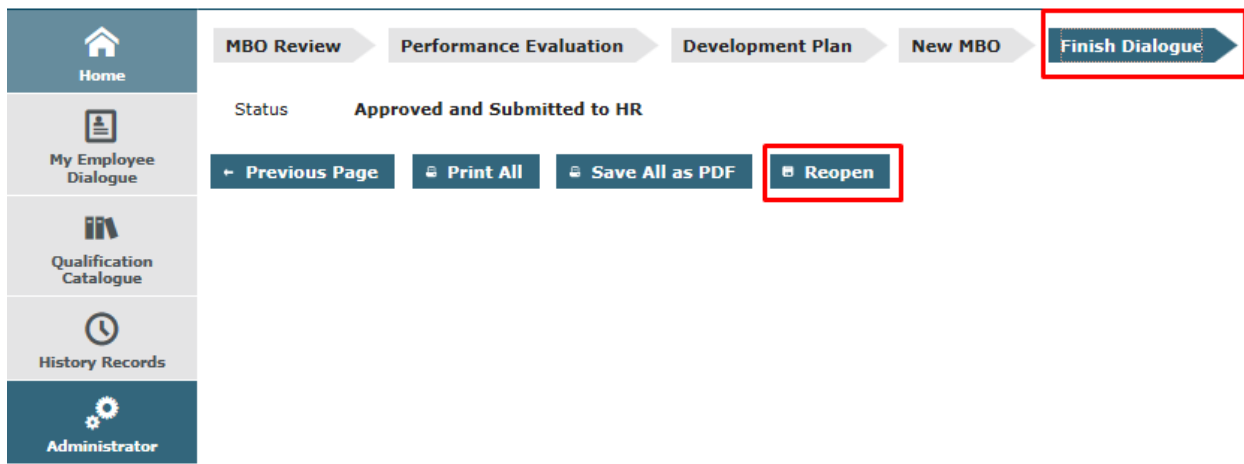 Home
My Employee
Dialogue
Qualification
Catalogue
History Records
Administrator
MBO Review Performance Evaluation Development Plan New MBO Finish Dialogue
Status Approved and Submitted to HR
Previous Page Print All Save All as PDF Reopen